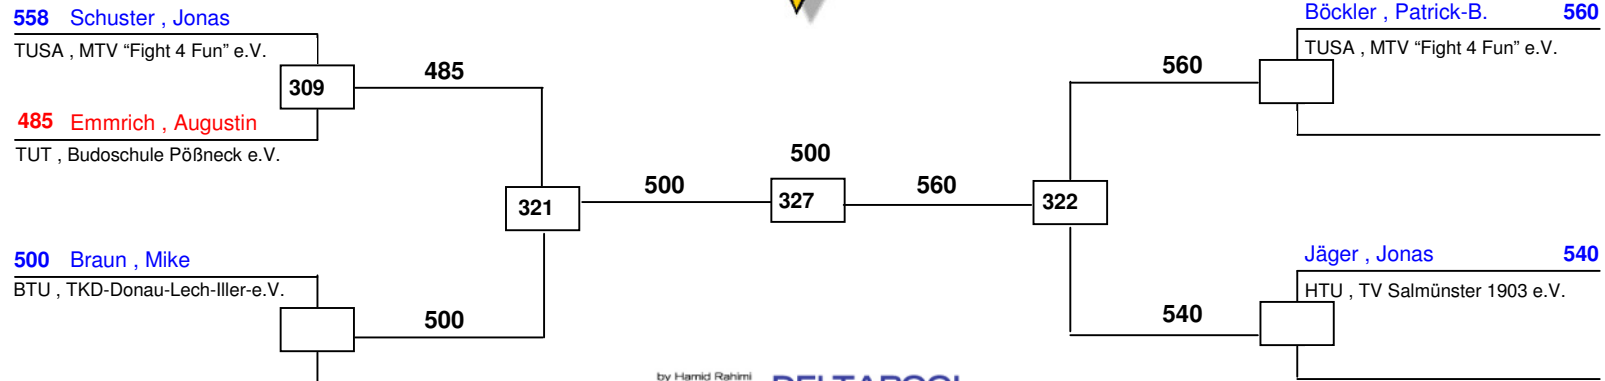 558 Schuster , Jonas
TUSA , MTV “Fight 4 Fun” e.V.
309
485
485 Emmrich , Augustin
TUT , Budoschule Pößneck e.V.
321
500
500
327
560
322
500 Braun , Mike
BTU , TKD-Donau-Lech-Iller-e.V.
500
Böckler , Patrick-B. 560
TUSA , MTV “Fight 4 Fun” e.V.
560
Jäger , Jonas 540
HTU , TV Salmünster 1903 e.V.
540
by Hamid Rahimi